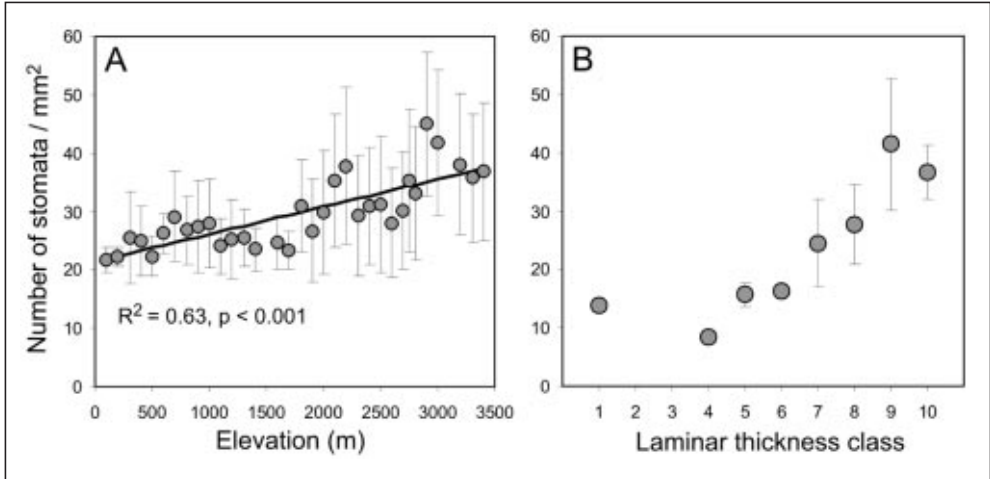 A
B
Number of stomata / mm²
60
50
40
30
20
10
0
R² = 0.63, p < 0.001
0 500 1000 1500 2000 2500 3000 3500
Elevation (m)
60
50
40
30
20
10
0
1 2 3 4 5 6 7 8 9 10
Laminar thickness class